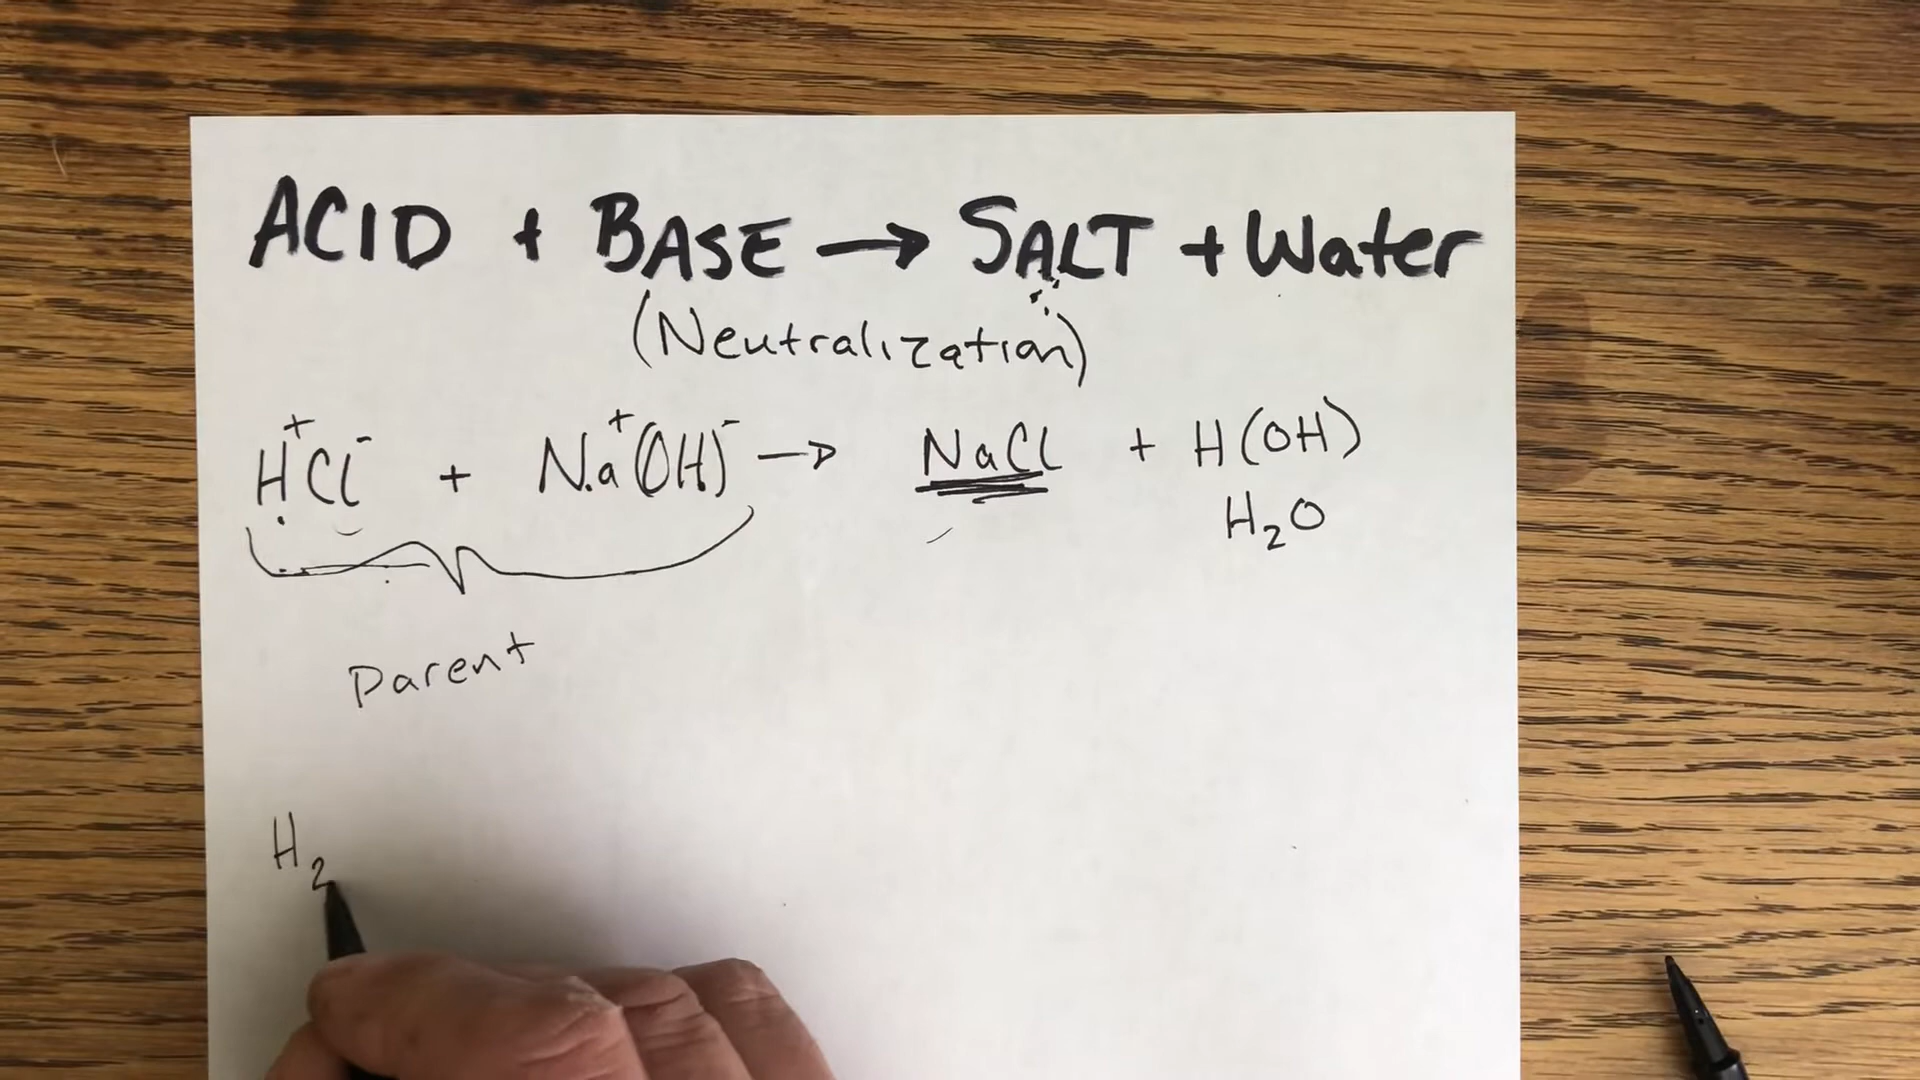 ACID + BASE → SALT + Water
(Neutralization)
H⁺Cl⁻ + Na⁺(OH)⁻ → NaCl + H(OH)
H₂O
Parent
H₂